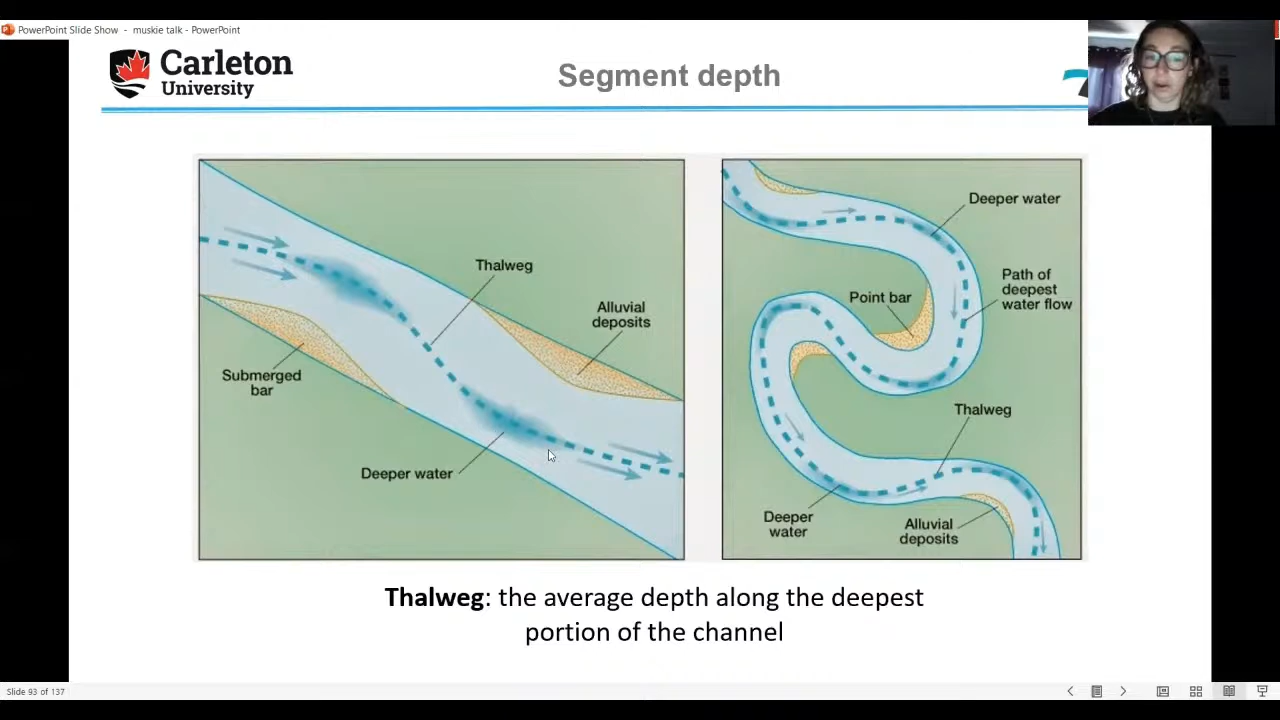 PowerPoint Slide Show - muskie talk - PowerPoint
Carleton
University
Segment depth
Thalweg
Alluvial
deposits
Submerged
bar
Deeper water
Deeper water
Path of
deepest
water flow
Point bar
Thalweg
Deeper
water
Alluvial
deposits
Thalweg: the average depth along the deepest
portion of the channel
Slide 93 of 137